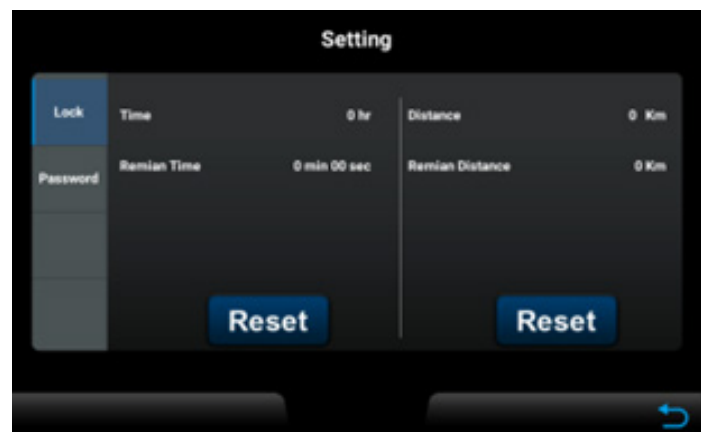 Setting
Lock
Time 0 hr Distance 0 Km
Password
Remian Time 0 min 00 sec Remian Distance 0 Km
Reset Reset